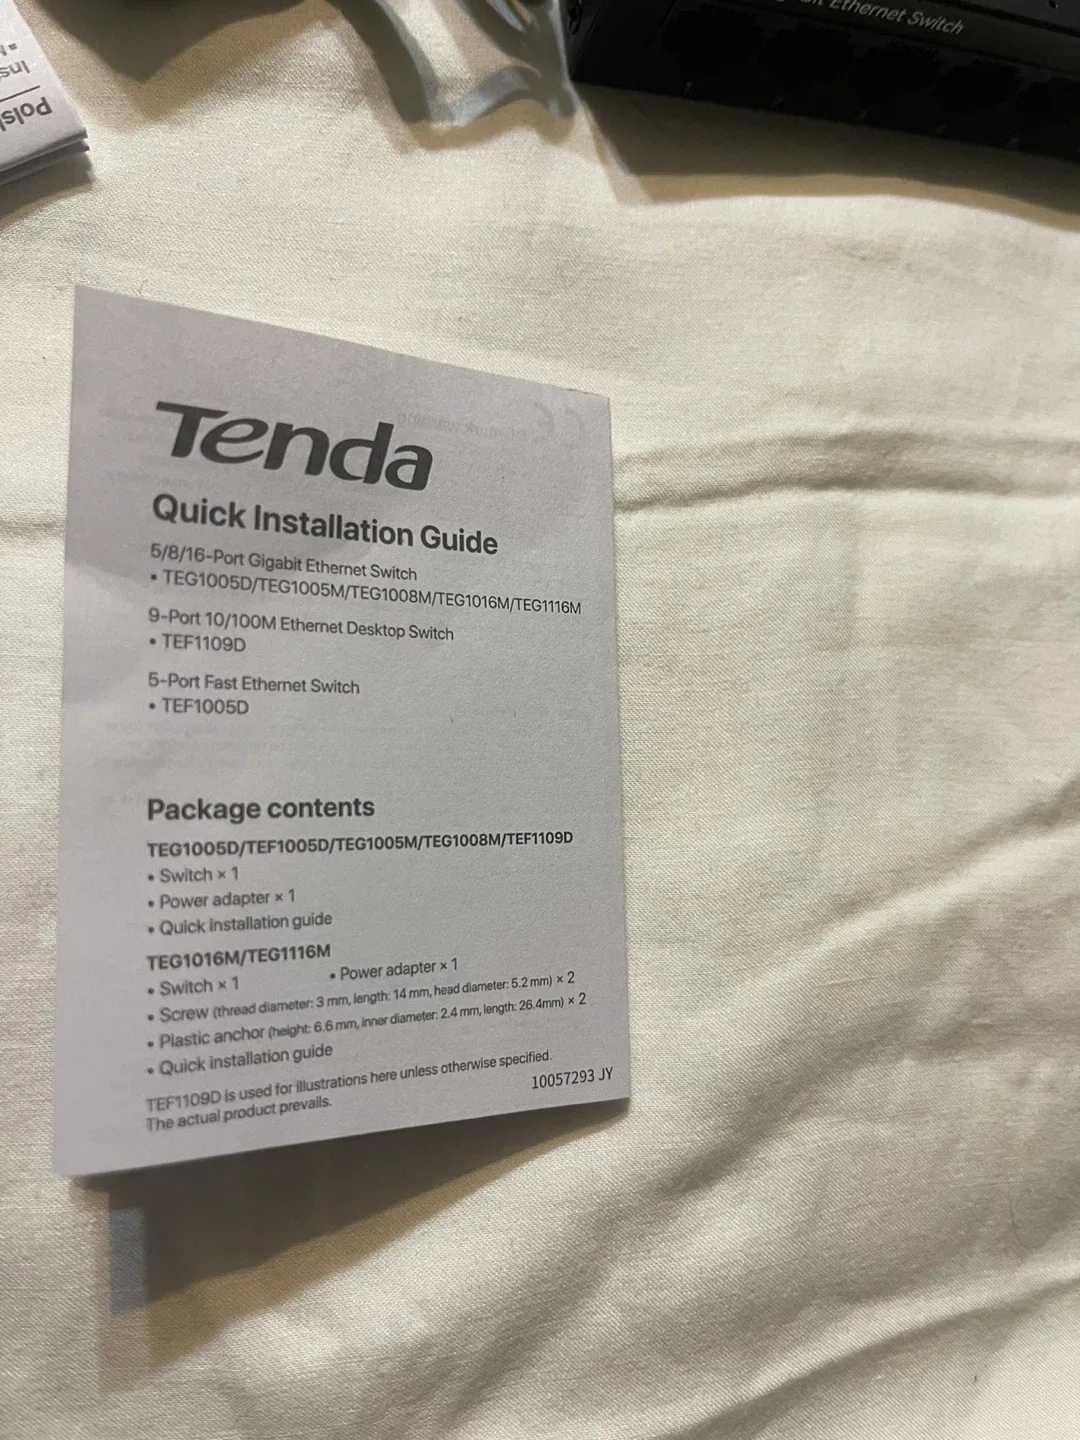 Ethernet Switch
Tenda
Quick Installation Guide
5/8/16-Port Gigabit Ethernet Switch
• TEG1005D/TEG1005M/TEG1008M/TEG1016M/TEG1116M
9-Port 10/100M Ethernet Desktop Switch
• TEF1109D
5-Port Fast Ethernet Switch
• TEF1005D
Package contents
TEG1005D/TEF1005D/TEG1005M/TEG1008M/TEF1109D
• Switch × 1
• Power adapter × 1
• Quick installation guide
TEG1016M/TEG1116M
• Switch × 1 • Power adapter × 1
• Screw (thread diameter: 3 mm, length: 14 mm, head diameter: 5.2 mm) × 2
• Plastic anchor (height: 6.6 mm, inner diameter: 2.4 mm, length: 26.4mm) × 2
• Quick installation guide
TEF1109D is used for illustrations here unless otherwise specified.
The actual product prevails.
10057293 JY